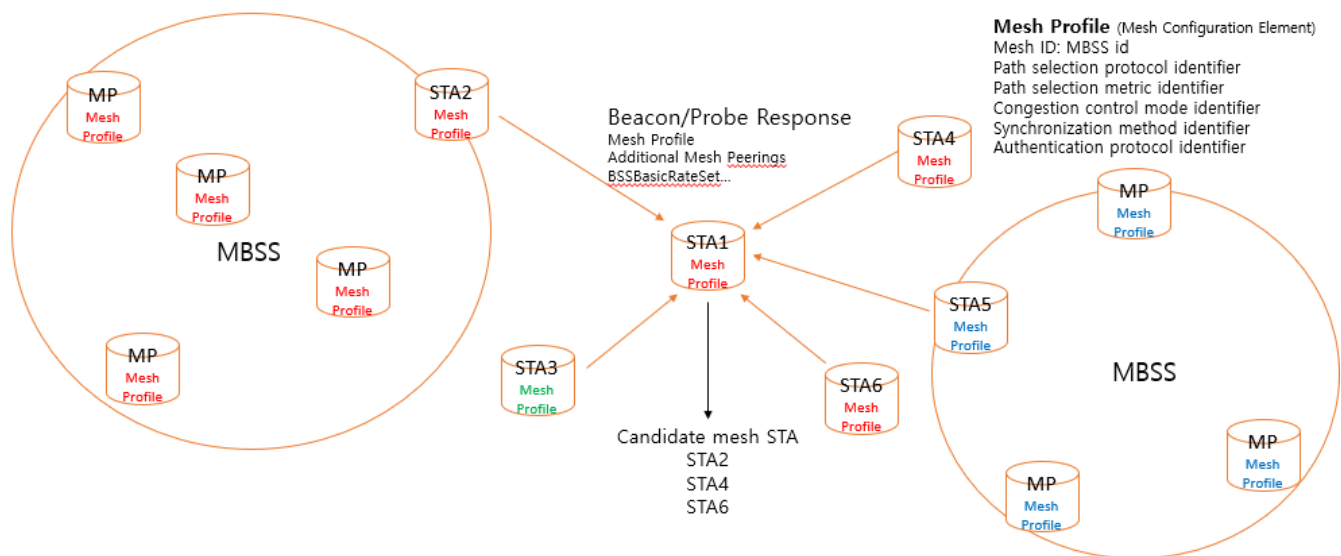 MP
Mesh
Profile
STA2
Mesh
Profile
MP
Mesh
Profile
MBSS
MP
Mesh
Profile
MP
Mesh
Profile
Beacon/Probe Response
Mesh Profile
Additional Mesh Peerings
BSSBasicRateSet...
STA1
Mesh
Profile
STA3
Mesh
Profile
STA4
Mesh
Profile
STA6
Mesh
Profile
Candidate mesh STA
STA2
STA4
STA6
Mesh Profile (Mesh Configuration Element)
Mesh ID: MBSS id
Path selection protocol identifier
Path selection metric identifier
Congestion control mode identifier
Synchronization method identifier
Authentication protocol identifier
MP
Mesh
Profile
STA5
Mesh
Profile
MBSS
MP
Mesh
Profile
MP
Mesh
Profile